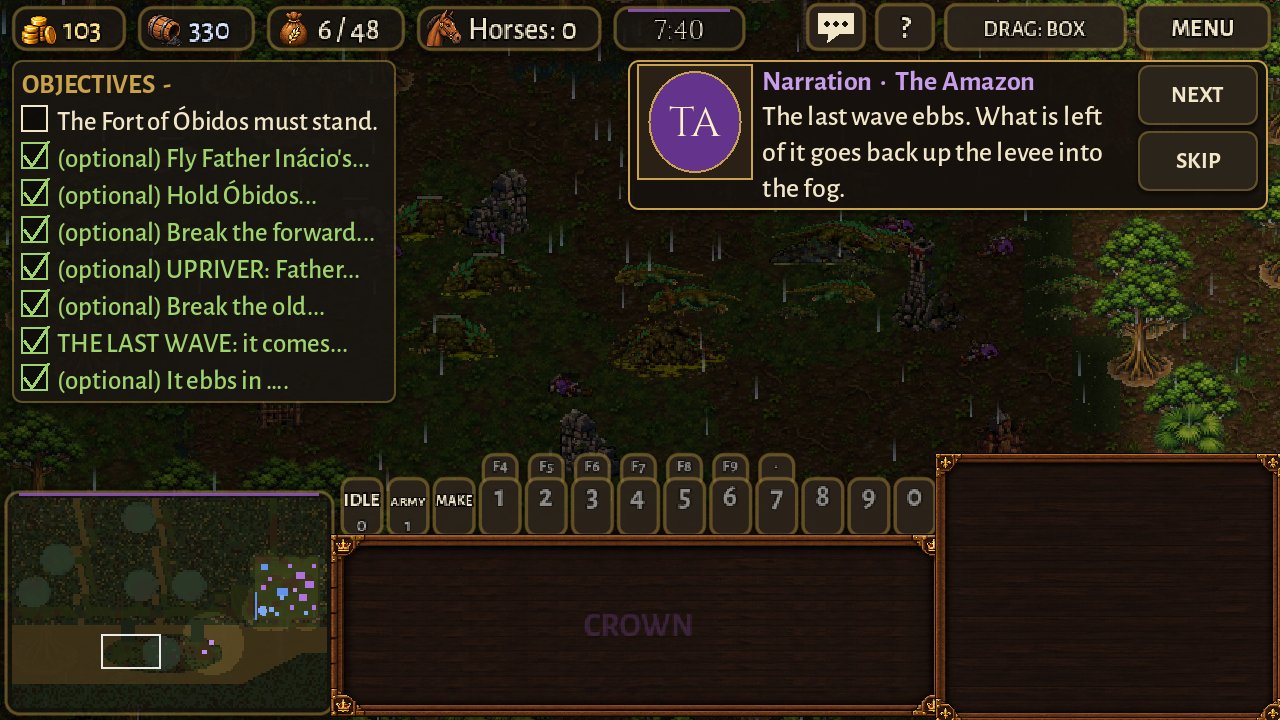 103
330
6/48
Horses: 0
7:40
?
DRAG: BOX
MENU
OBJECTIVES -
The Fort of Óbidos must stand.
(optional) Fly Father Inácio's...
(optional) Hold Óbidos...
(optional) Break the forward...
(optional) UPRIVER: Father...
(optional) Break the old...
THE LAST WAVE: it comes...
(optional) It ebbs in ....
TA
Narration · The Amazon
The last wave ebbs. What is left
of it goes back up the levee into
the fog.
NEXT
SKIP
F4 F5 F6 F7 F8 F9 .
IDLE 0
ARMY 1
MAKE
1 2 3 4 5 6 7 8 9 0
CROWN